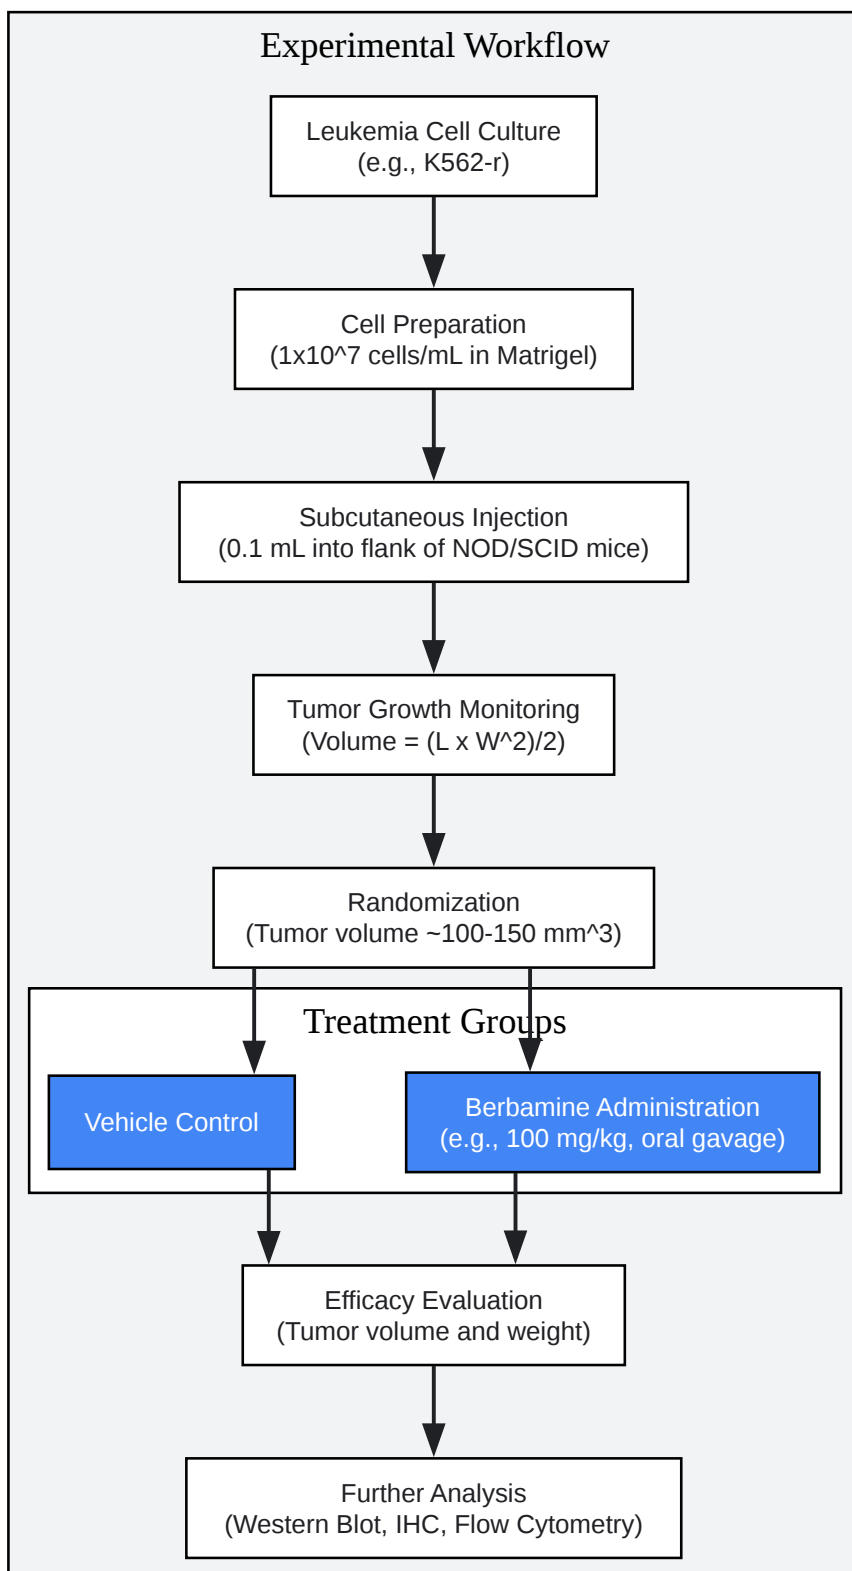 Experimental Workflow
Leukemia Cell Culture
(e.g., K562-r)
Cell Preparation
(1x10^7 cells/mL in Matrigel)
Subcutaneous Injection
(0.1 mL into flank of NOD/SCID mice)
Tumor Growth Monitoring
(Volume = (L x W^2)/2)
Randomization
(Tumor volume ~100-150 mm^3)
Treatment Groups
Vehicle Control
Berbamine Administration
(e.g., 100 mg/kg, oral gavage)
Efficacy Evaluation
(Tumor volume and weight)
Further Analysis
(Western Blot, IHC, Flow Cytometry)